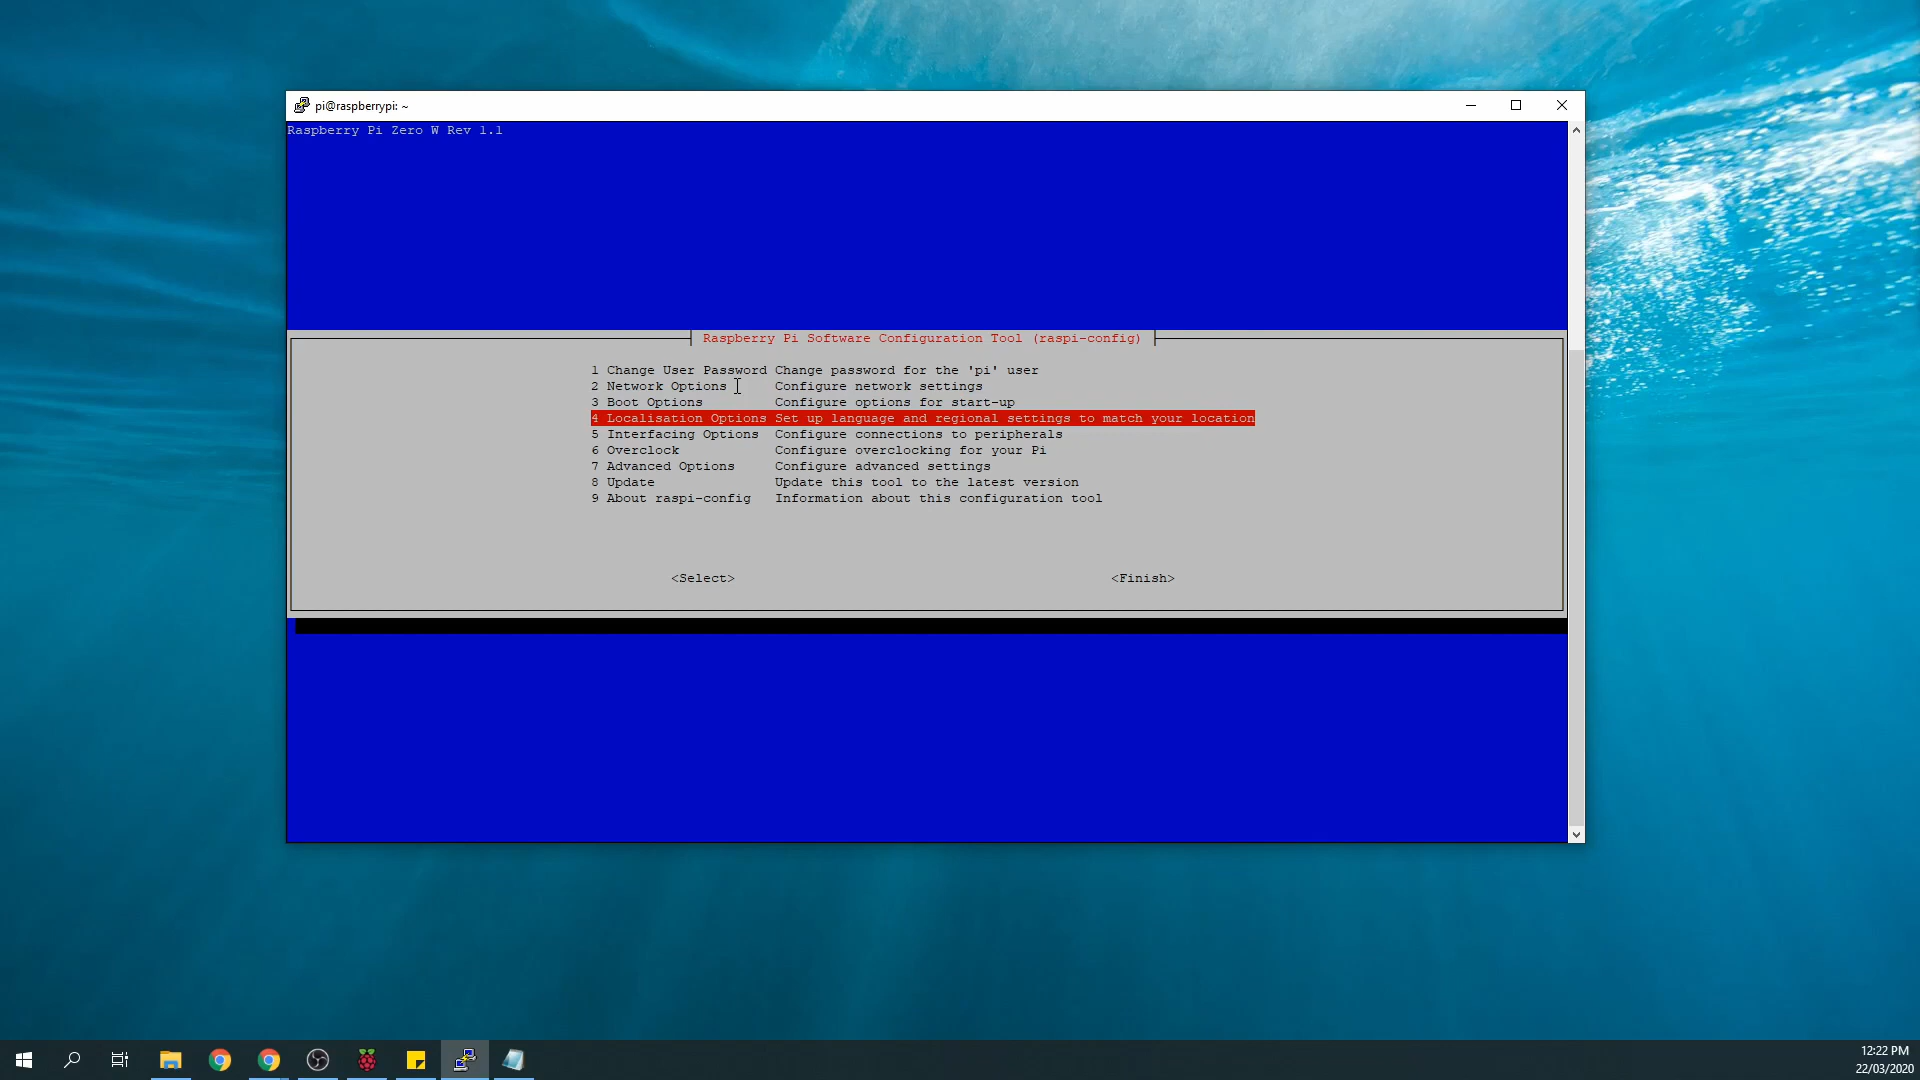 pi@raspberrypi: ~
Raspberry Pi Zero W Rev 1.1
Raspberry Pi Software Configuration Tool (raspi-config)
1 Change User Password Change password for the 'pi' user
2 Network Options Configure network settings
3 Boot Options Configure options for start-up
4 Localisation Options Set up language and regional settings to match your location
5 Interfacing Options Configure connections to peripherals
6 Overclock Configure overclocking for your Pi
7 Advanced Options Configure advanced settings
8 Update Update this tool to the latest version
9 About raspi-config Information about this configuration tool
<Select> <Finish>
12:22 PM
22/03/2020